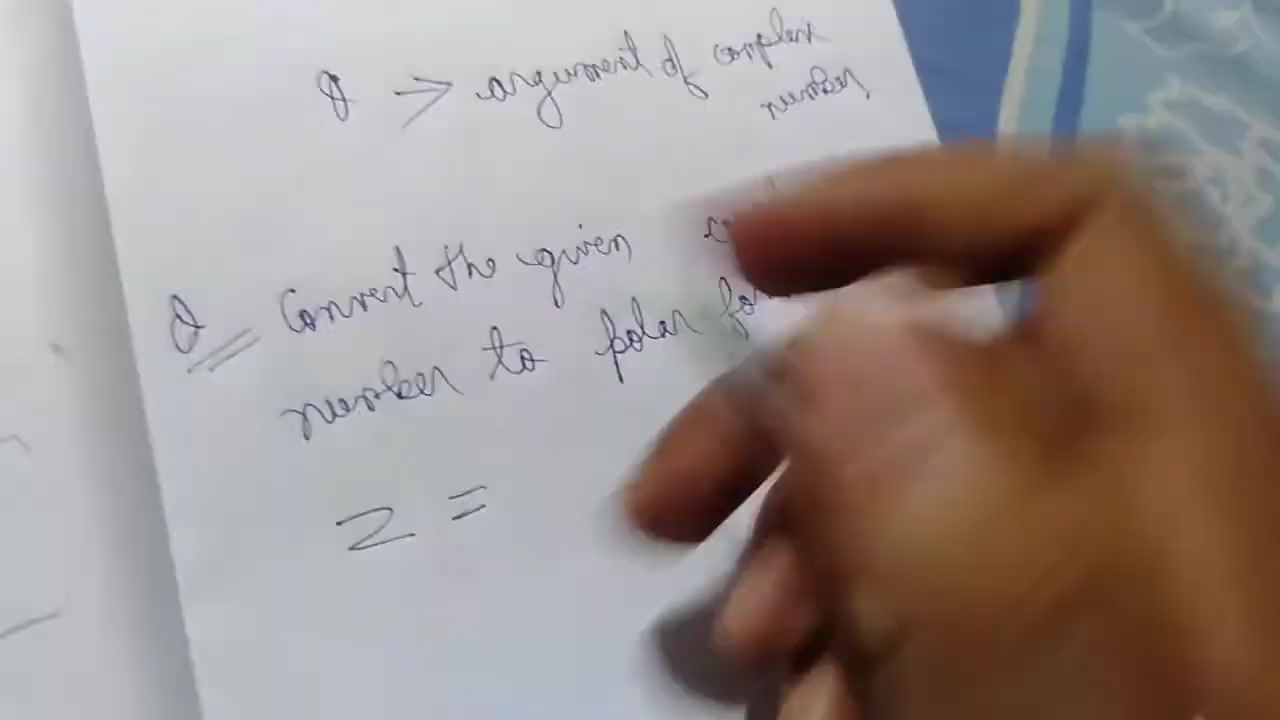 θ → argument of complex
number
Q Convert the given
number to polar
z =